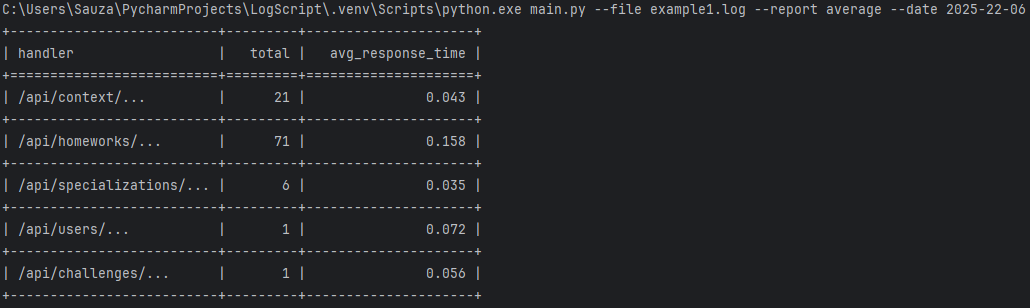 C:\Users\Sauza\PycharmProjects\LogScript\.venv\Scripts\python.exe main.py --file example1.log --report average --date 2025-22-06
+--------------------------+---------+---------------------+
| handler                  |   total |   avg_response_time |
+==========================+=========+=====================+
| /api/context/...         |      21 |               0.043 |
+--------------------------+---------+---------------------+
| /api/homeworks/...       |      71 |               0.158 |
+--------------------------+---------+---------------------+
| /api/specializations/... |       6 |               0.035 |
+--------------------------+---------+---------------------+
| /api/users/...           |       1 |               0.072 |
+--------------------------+---------+---------------------+
| /api/challenges/...      |       1 |               0.056 |
+--------------------------+---------+---------------------+